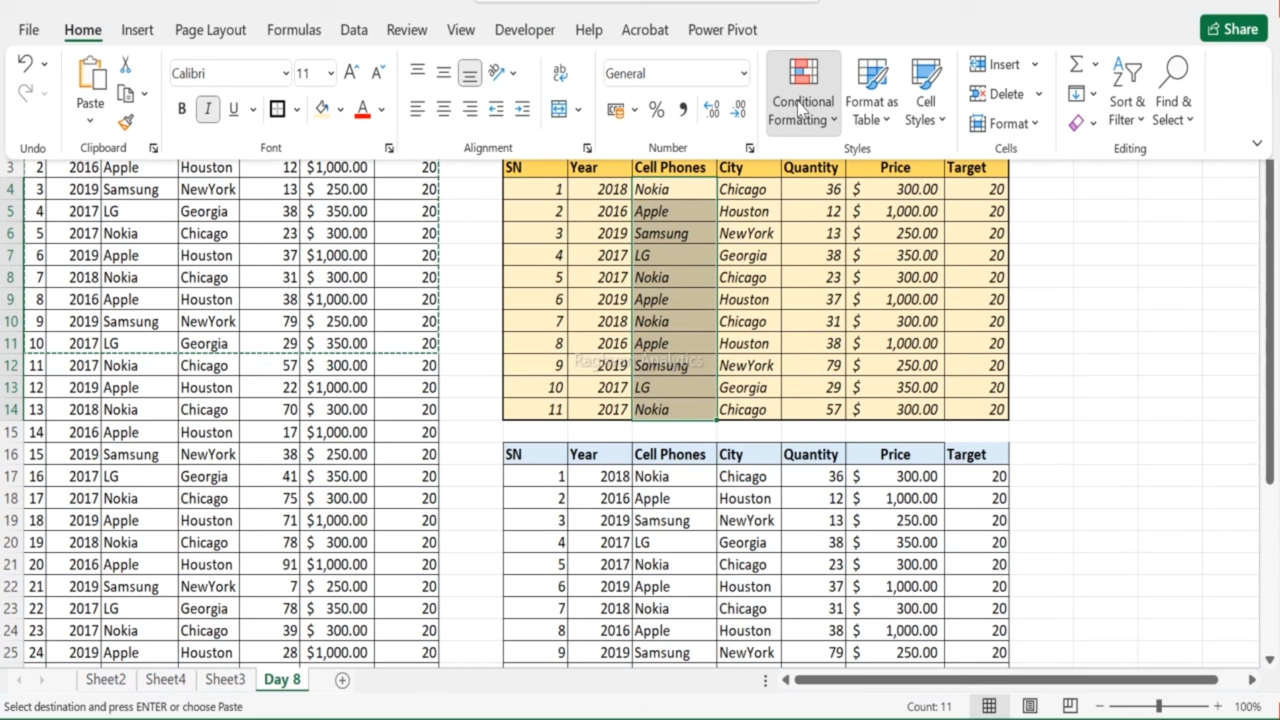 File Home Insert Page Layout Formulas Data Review View Developer Help Acrobat Power Pivot Share
Paste Calibri 11 General Conditional Formatting Format as Table Cell Styles Insert Delete Format Sort & Filter Find & Select
Undo Clipboard Font Alignment Number Styles Cells Editing
3 2 2016 Apple Houston 12 $1,000.00 20 SN Year Cell Phones City Quantity Price Target
4 3 2019 Samsung NewYork 13 $ 250.00 20 1 2018 Nokia Chicago 36 $ 300.00 20
5 4 2017 LG Georgia 38 $ 350.00 20 2 2016 Apple Houston 12 $ 1,000.00 20
6 5 2017 Nokia Chicago 23 $ 300.00 20 3 2019 Samsung NewYork 13 $ 250.00 20
7 6 2019 Apple Houston 37 $1,000.00 20 4 2017 LG Georgia 38 $ 350.00 20
8 7 2018 Nokia Chicago 31 $ 300.00 20 5 2017 Nokia Chicago 23 $ 300.00 20
9 8 2016 Apple Houston 38 $1,000.00 20 6 2019 Apple Houston 37 $ 1,000.00 20
10 9 2019 Samsung NewYork 79 $ 250.00 20 7 2018 Nokia Chicago 31 $ 300.00 20
11 10 2017 LG Georgia 29 $ 350.00 20 8 2016 Apple Houston 38 $ 1,000.00 20
12 11 2017 Nokia Chicago 57 $ 300.00 20 9 2019 Samsung NewYork 79 $ 250.00 20
13 12 2019 Apple Houston 22 $1,000.00 20 10 2017 LG Georgia 29 $ 350.00 20
14 13 2018 Nokia Chicago 70 $ 300.00 20 11 2017 Nokia Chicago 57 $ 300.00 20
15 14 2016 Apple Houston 17 $1,000.00 20
16 15 2019 Samsung NewYork 38 $ 250.00 20 SN Year Cell Phones City Quantity Price Target
17 16 2017 LG Georgia 41 $ 350.00 20 1 2018 Nokia Chicago 36 $ 300.00 20
18 17 2017 Nokia Chicago 75 $ 300.00 20 2 2016 Apple Houston 12 $ 1,000.00 20
19 18 2019 Apple Houston 71 $1,000.00 20 3 2019 Samsung NewYork 13 $ 250.00 20
20 19 2018 Nokia Chicago 78 $ 300.00 20 4 2017 LG Georgia 38 $ 350.00 20
21 20 2016 Apple Houston 91 $1,000.00 20 5 2017 Nokia Chicago 23 $ 300.00 20
22 21 2019 Samsung NewYork 7 $ 250.00 20 6 2019 Apple Houston 37 $ 1,000.00 20
23 22 2017 LG Georgia 78 $ 350.00 20 7 2018 Nokia Chicago 31 $ 300.00 20
24 23 2017 Nokia Chicago 39 $ 300.00 20 8 2016 Apple Houston 38 $ 1,000.00 20
25 24 2019 Apple Houston 28 $1,000.00 20 9 2019 Samsung NewYork 79 $ 250.00 20
Sheet2 Sheet4 Sheet3 Day 8
Select destination and press ENTER or choose Paste Count: 11 100%